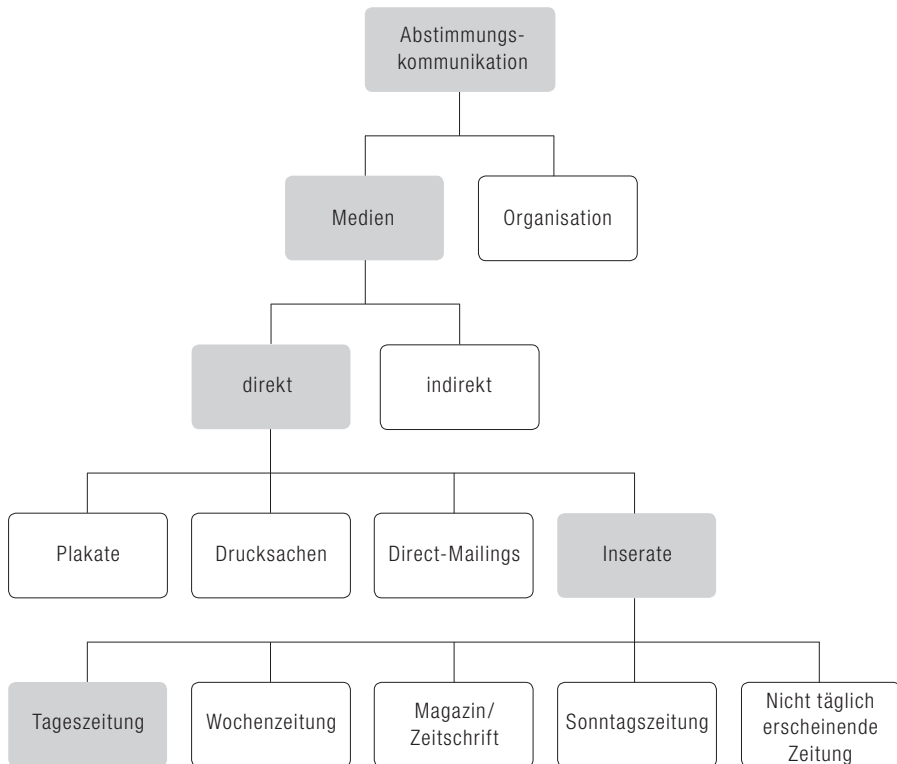 Abstimmungs-
kommunikation
Medien
Organisation
direkt
indirekt
Plakate
Drucksachen
Direct-Mailings
Inserate
Tageszeitung
Wochenzeitung
Magazin/
Zeitschrift
Sonntagszeitung
Nicht täglich
erscheinende
Zeitung